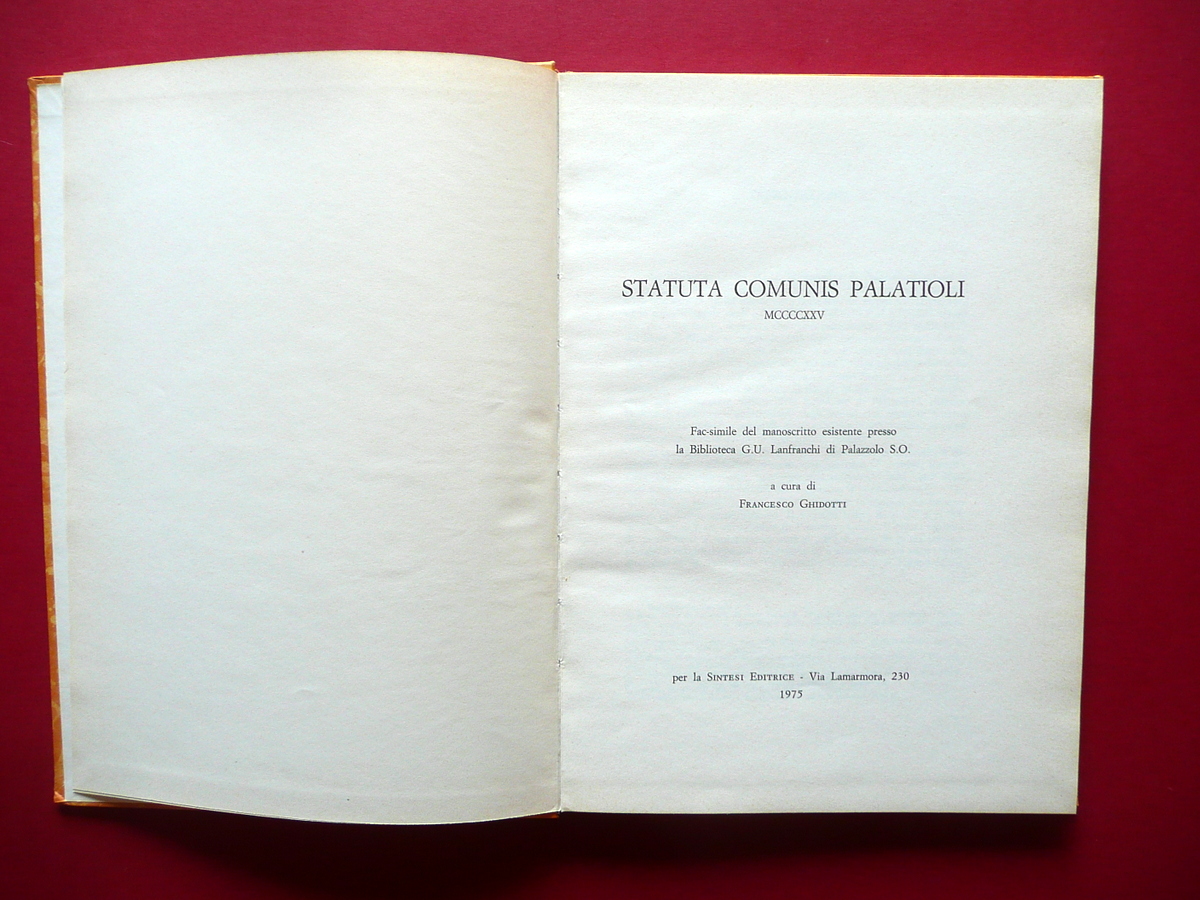 STATUTA COMUNIS PALATIOLI
MCCCCXXV
Fac-simile del manoscritto esistente presso
la Biblioteca G.U. Lanfranchi di Palazzolo S.O.
a cura di
FRANCESCO GHIDOTTI
per la SINTESI EDITRICE - Via Lamarmora, 230
1975